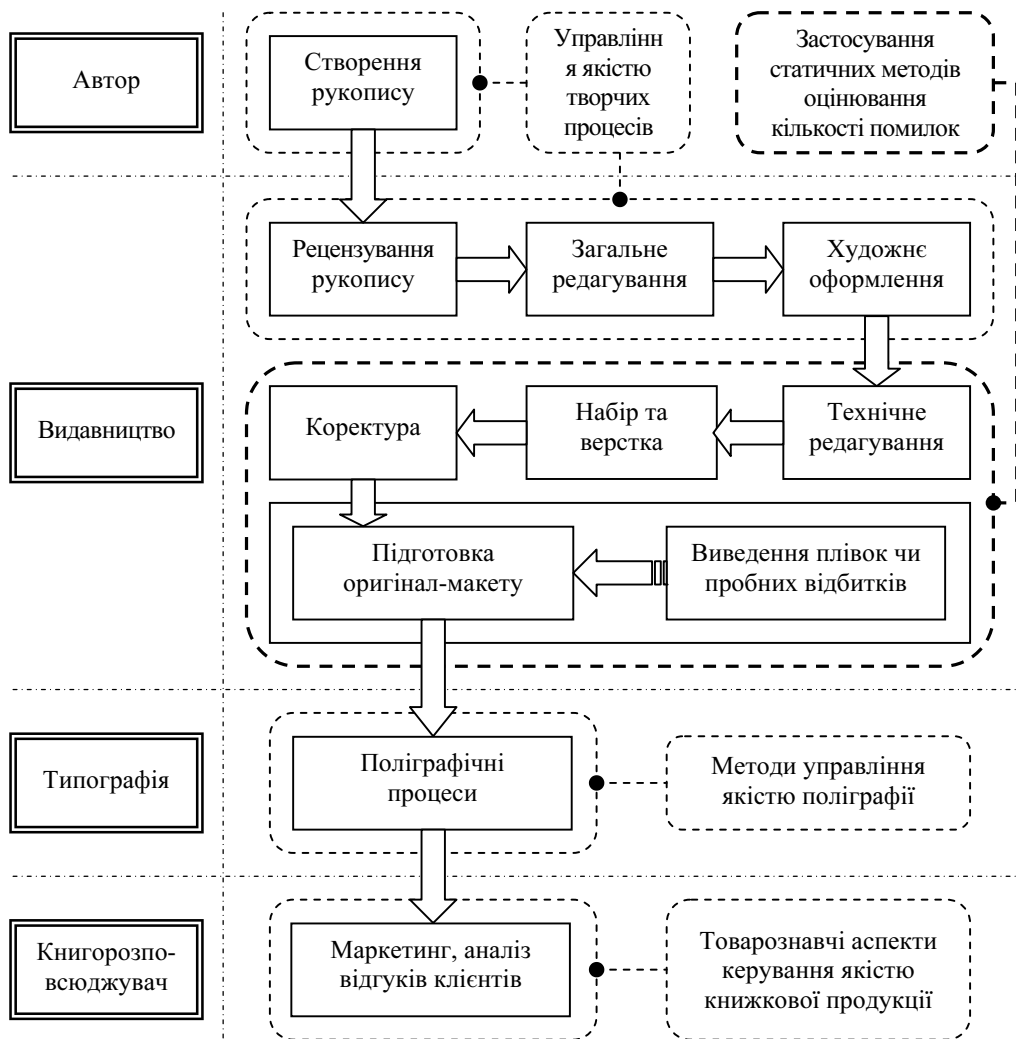 Автор
Створення
рукопису
Управлінн
я якістю
творчих
процесів
Застосування
статичних методів
оцінювання
кількості помилок
Видавництво
Рецензування
рукопису
Загальне
редагування
Художнє
оформлення
Коректура
Набір та
верстка
Технічне
редагування
Підготовка
оригінал-макету
Виведення плівок чи
пробних відбитків
Типографія
Поліграфічні
процеси
Методи управління
якістю поліграфії
Книгорозпо-
всюджувач
Маркетинг, аналіз
відгуків клієнтів
Товарознавчі аспекти
керування якістю
книжкової продукції